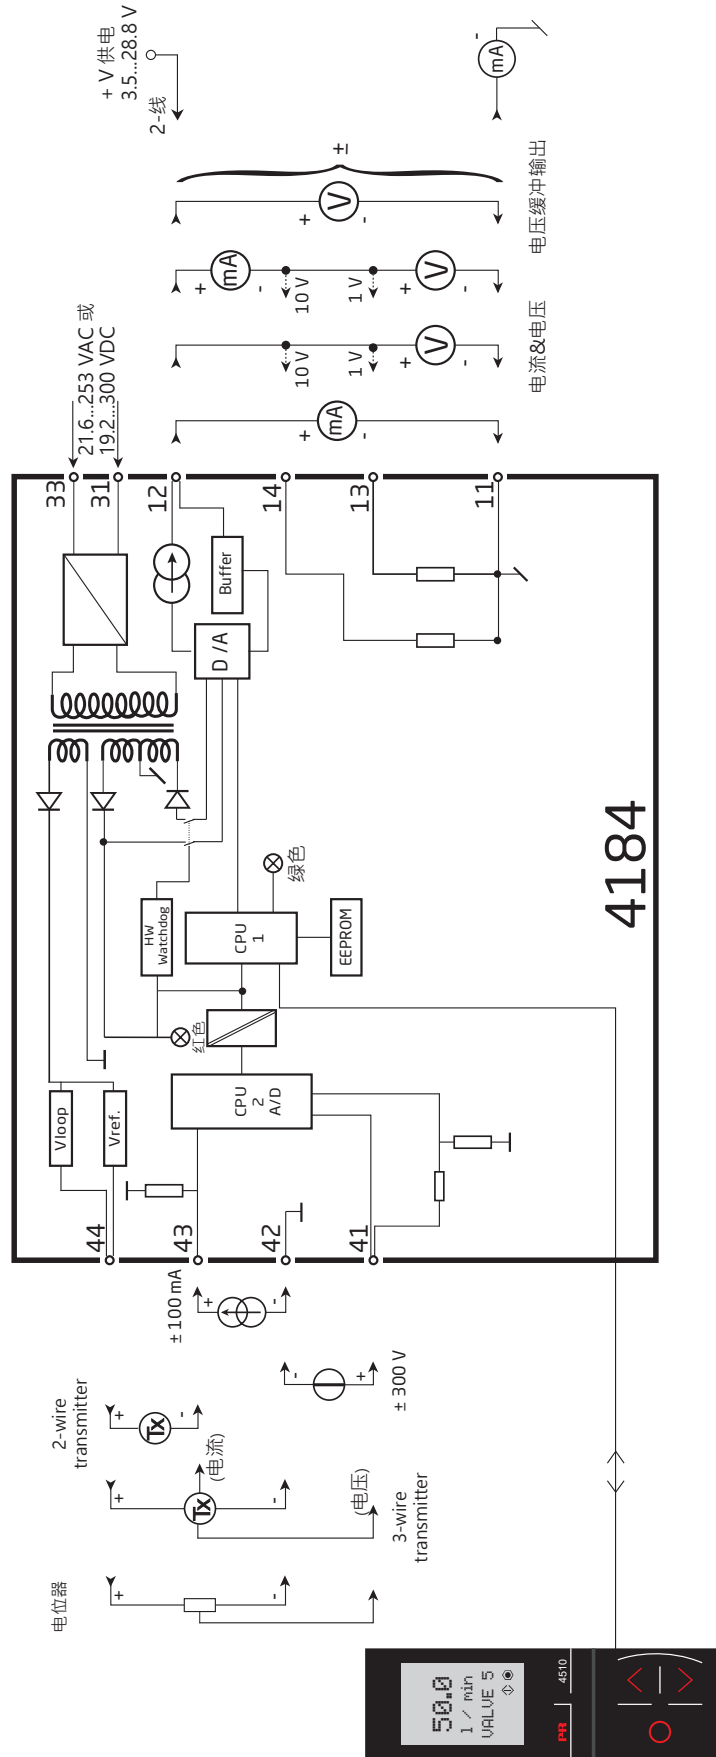 + V 供电
3.5...28.8 V
2-线
-
mA
±
+
V
-
电压缓冲输出
+
mA
-
10 V
1 V
+
V
-
10 V
1 V
+
V
-
电流&电压
+
mA
-
21.6...253 VAC 或
19.2...300 VDC
33
31
12
14
13
11
Buffer
D /A
HW
Watchdog
CPU
1
绿色
EEPROM
红色
CPU
2
A/D
Vloop
Vref.
4184
44
43
42
41
± 100 mA
+
-
-
+
± 300 V
2-wire
transmitter
+
Tx
-
+
Tx
-
(电流)
(电压)
3-wire
transmitter
电位器
+
-
50.0
l / min
VALVE 5
PR
4510